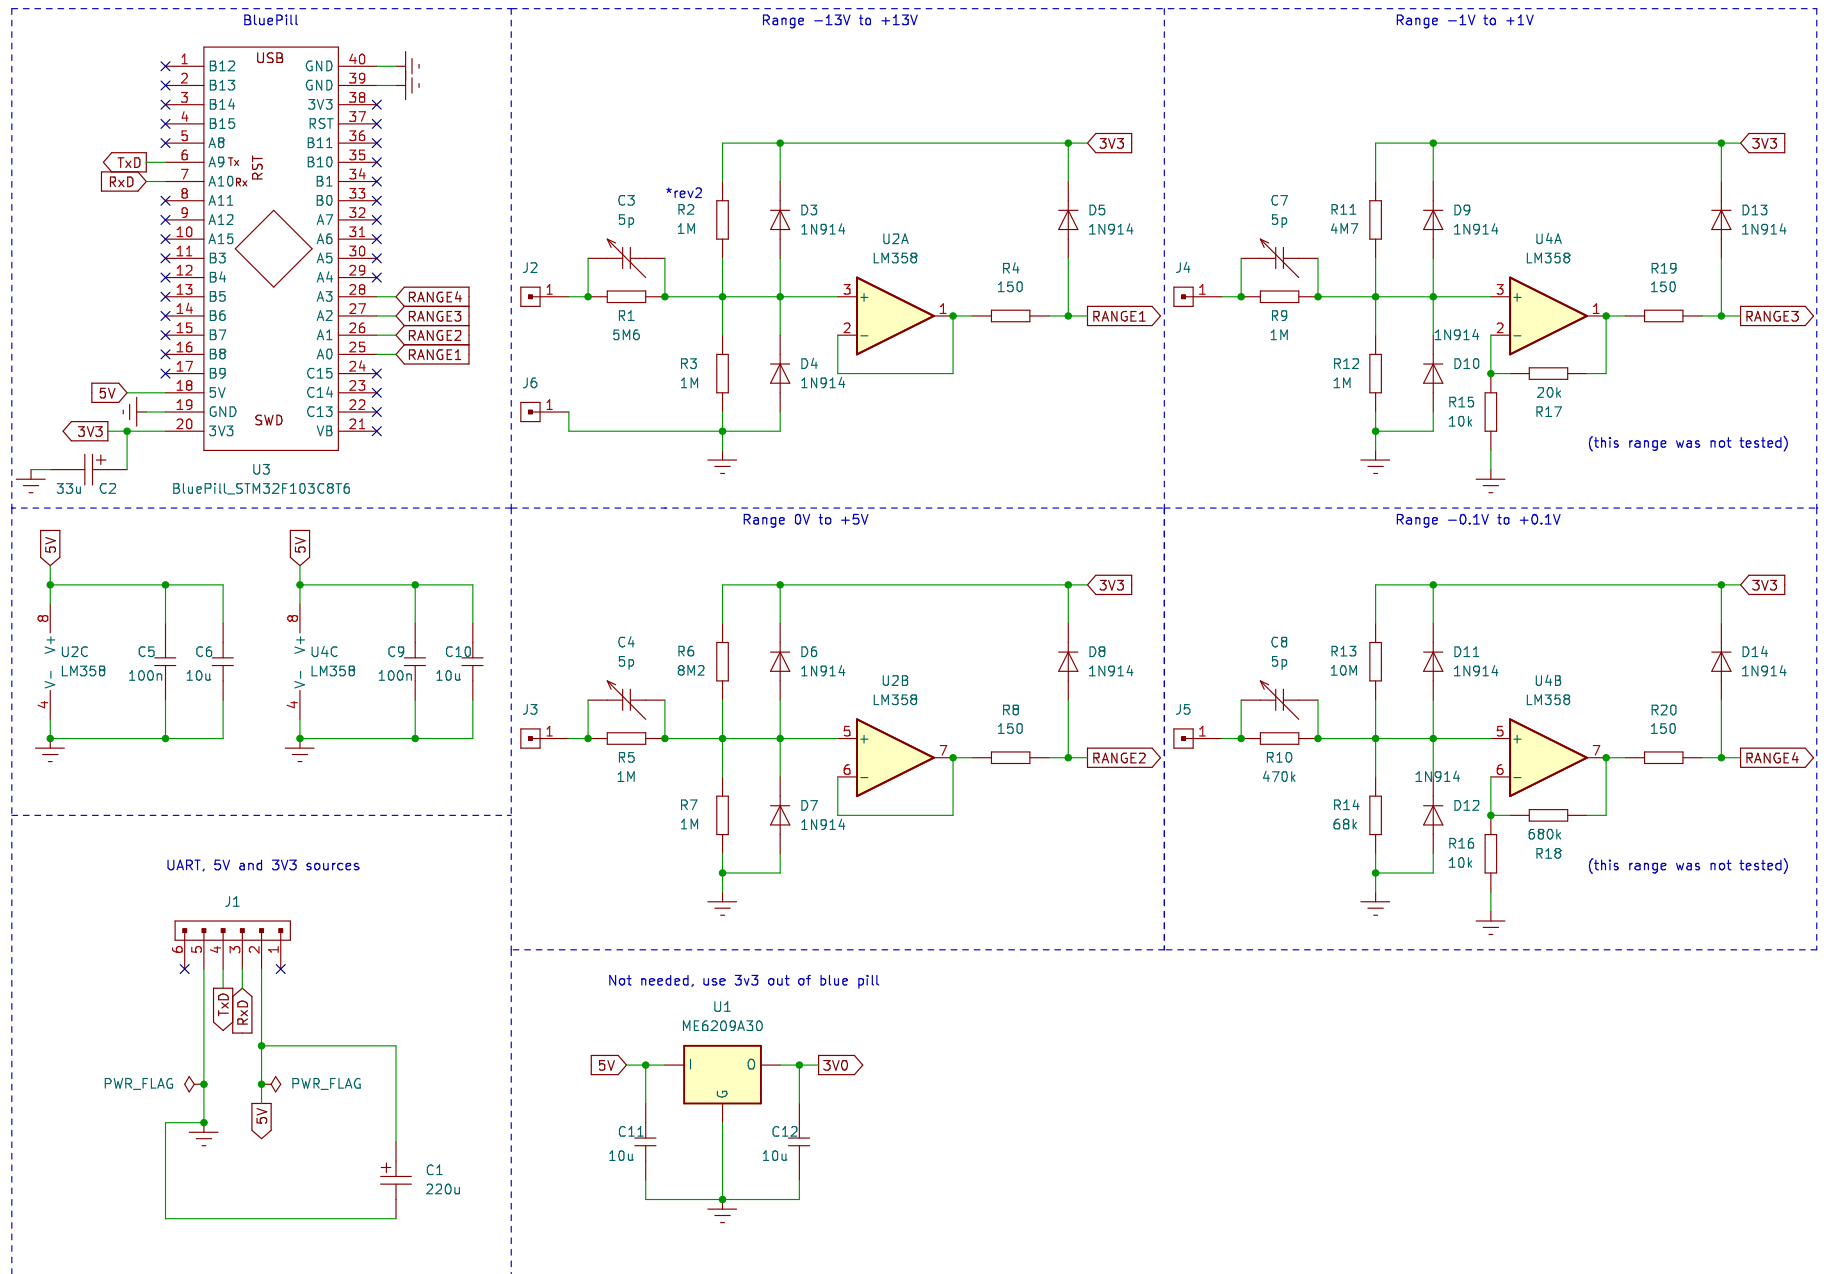 BluePill
USB
1 B12
2 B13
3 B14
4 B15
5 A8
TxD 6 A9 Tx
RxD 7 A10 Rx
8 A11
9 A12
10 A15
11 B3
12 B4
13 B5
14 B6
15 B7
16 B8
17 B9
5V 18 5V
19 GND
3V3 20 3V3
RST
SWD
GND 40
GND 39
3V3 38
RST 37
B11 36
B10 35
B1 34
B0 33
A7 32
A6 31
A5 30
A4 29
A3 28 RANGE4
A2 27 RANGE3
A1 26 RANGE2
A0 25 RANGE1
C15 24
C14 23
C13 22
VB 21
+
33u C2
U3
BluePill_STM32F103C8T6
Range -13V to +13V
3V3
*rev2
C3
5p
R2
1M
D3
1N914
D5
1N914
U2A
LM358
J2
1
R1
5M6
3 +
2 -
1
R4
150
RANGE1
R3
1M
D4
1N914
J6
1
Range -1V to +1V
3V3
C7
5p
R11
4M7
D9
1N914
D13
1N914
U4A
LM358
J4
1
R9
1M
3 +
2 -
1
R19
150
RANGE3
1N914
D10
R12
1M
R15
10k
20k
R17
(this range was not tested)
5V
8
V+
V-
4
U2C
LM358
C5
100n
C6
10u
5V
8
V+
V-
4
U4C
LM358
C9
100n
C10
10u
Range 0V to +5V
3V3
C4
5p
R6
8M2
D6
1N914
D8
1N914
U2B
LM358
J3
1
R5
1M
5 +
6 -
7
R8
150
RANGE2
R7
1M
D7
1N914
Range -0.1V to +0.1V
3V3
C8
5p
R13
10M
D11
1N914
D14
1N914
U4B
LM358
J5
1
R10
470k
5 +
6 -
7
R20
150
RANGE4
1N914
D12
R14
68k
R16
10k
680k
R18
(this range was not tested)
UART, 5V and 3V3 sources
J1
6 5 4 3 2 1
TxD
RxD
PWR_FLAG
PWR_FLAG
5V
+
C1
220u
Not needed, use 3v3 out of blue pill
U1
ME6209A30
5V
I
O
G
3V0
C11
10u
C12
10u